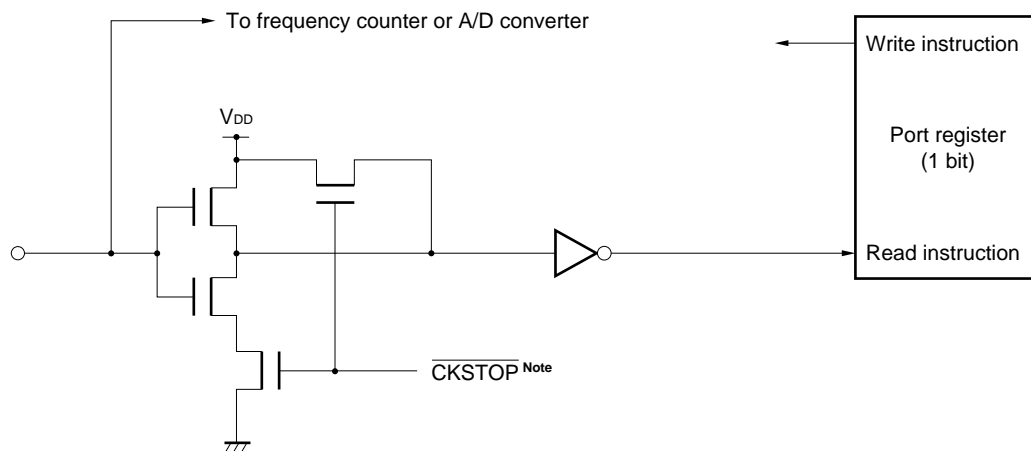 To frequency counter or A/D converter
Write instruction
VDD
Port register
(1 bit)
Read instruction
CKSTOP Note